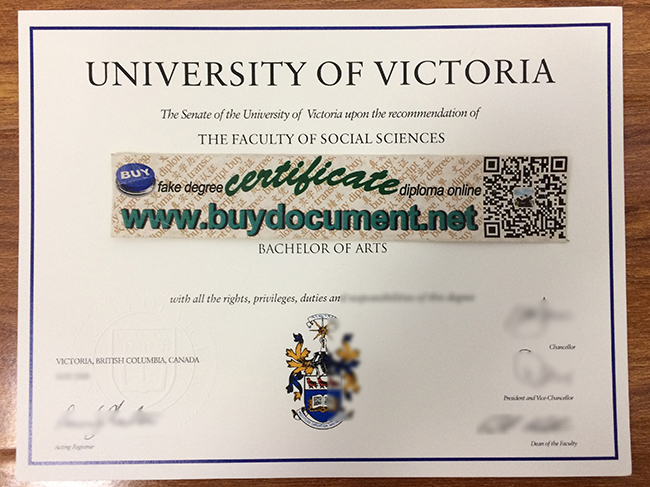 UNIVERSITY OF VICTORIA
The Senate of the University of Victoria upon the recommendation of
THE FACULTY OF SOCIAL SCIENCES
BUY fake degree certificate diploma online
www.buydocument.net
BACHELOR OF ARTS
with all the rights, privileges, duties an
VICTORIA, BRITISH COLUMBIA, CANADA
Chancellor
President and Vice-Chancellor
Acting Registrar
Dean of the Faculty